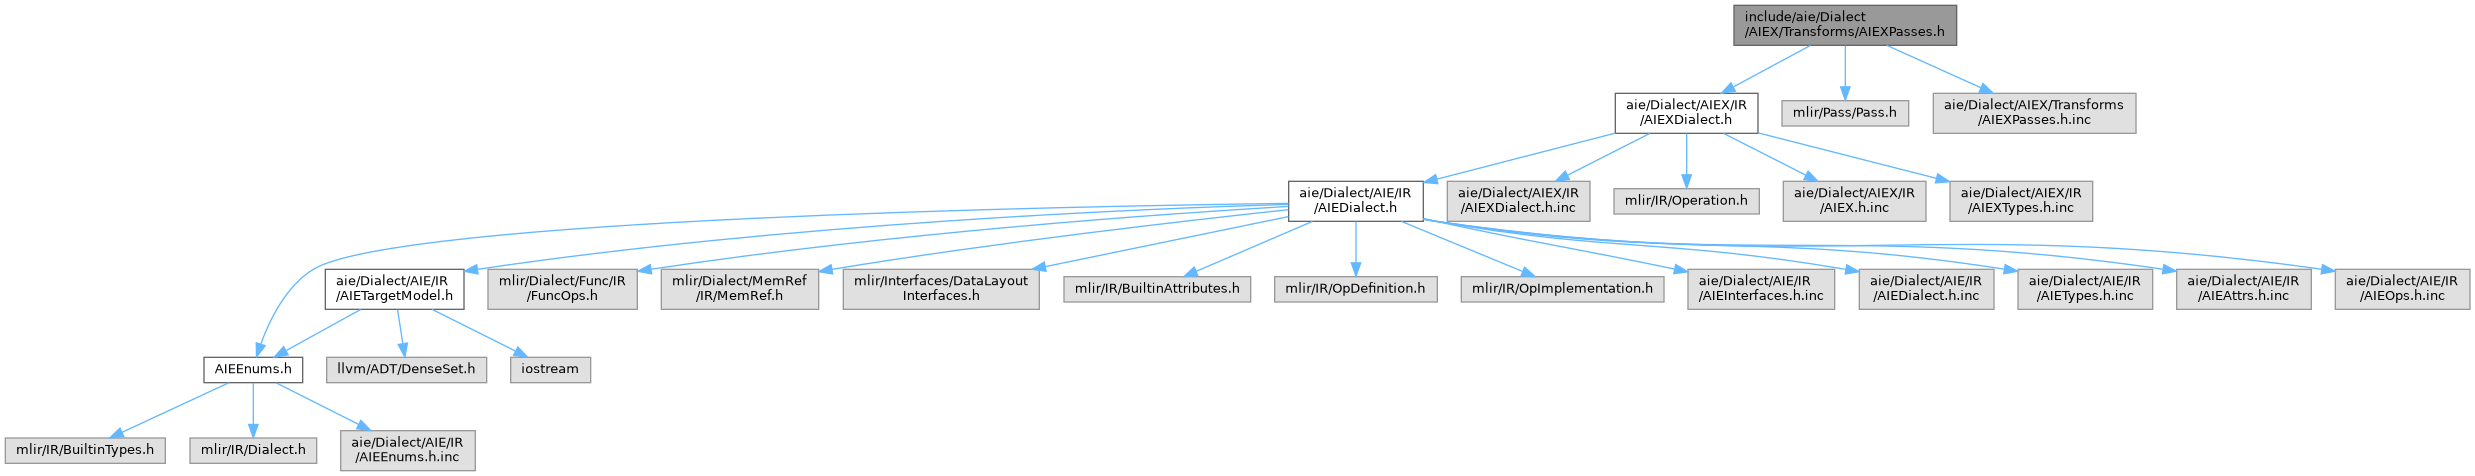 include/aie/Dialect
/AIEX/Transforms/AIEXPasses.h
aie/Dialect/AIEX/IR
/AIEXDialect.h
mlir/Pass/Pass.h
aie/Dialect/AIEX/Transforms
/AIEXPasses.h.inc
aie/Dialect/AIE/IR
/AIEDialect.h
aie/Dialect/AIEX/IR
/AIEXDialect.h.inc
mlir/IR/Operation.h
aie/Dialect/AIEX/IR
/AIEX.h.inc
aie/Dialect/AIEX/IR
/AIEXTypes.h.inc
aie/Dialect/AIE/IR
/AIETargetModel.h
mlir/Dialect/Func/IR
/FuncOps.h
mlir/Dialect/MemRef
/IR/MemRef.h
mlir/Interfaces/DataLayout
Interfaces.h
mlir/IR/BuiltinAttributes.h
mlir/IR/OpDefinition.h
mlir/IR/OpImplementation.h
aie/Dialect/AIE/IR
/AIEInterfaces.h.inc
aie/Dialect/AIE/IR
/AIEDialect.h.inc
aie/Dialect/AIE/IR
/AIETypes.h.inc
aie/Dialect/AIE/IR
/AIEAttrs.h.inc
aie/Dialect/AIE/IR
/AIEOps.h.inc
AIEEnums.h
llvm/ADT/DenseSet.h
iostream
mlir/IR/BuiltinTypes.h
mlir/IR/Dialect.h
aie/Dialect/AIE/IR
/AIEEnums.h.inc